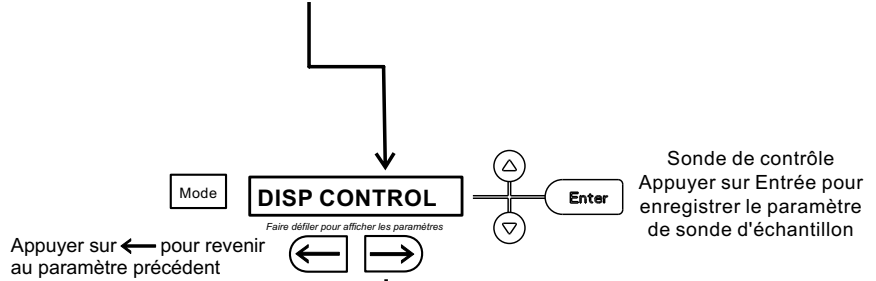 Mode
DISP CONTROL
Faire défiler pour afficher les paramètres
Enter
Sonde de contrôle
Appuyer sur Entrée pour
enregistrer le paramètre
de sonde d'échantillon
Appuyer sur ← pour revenir
au paramètre précédent